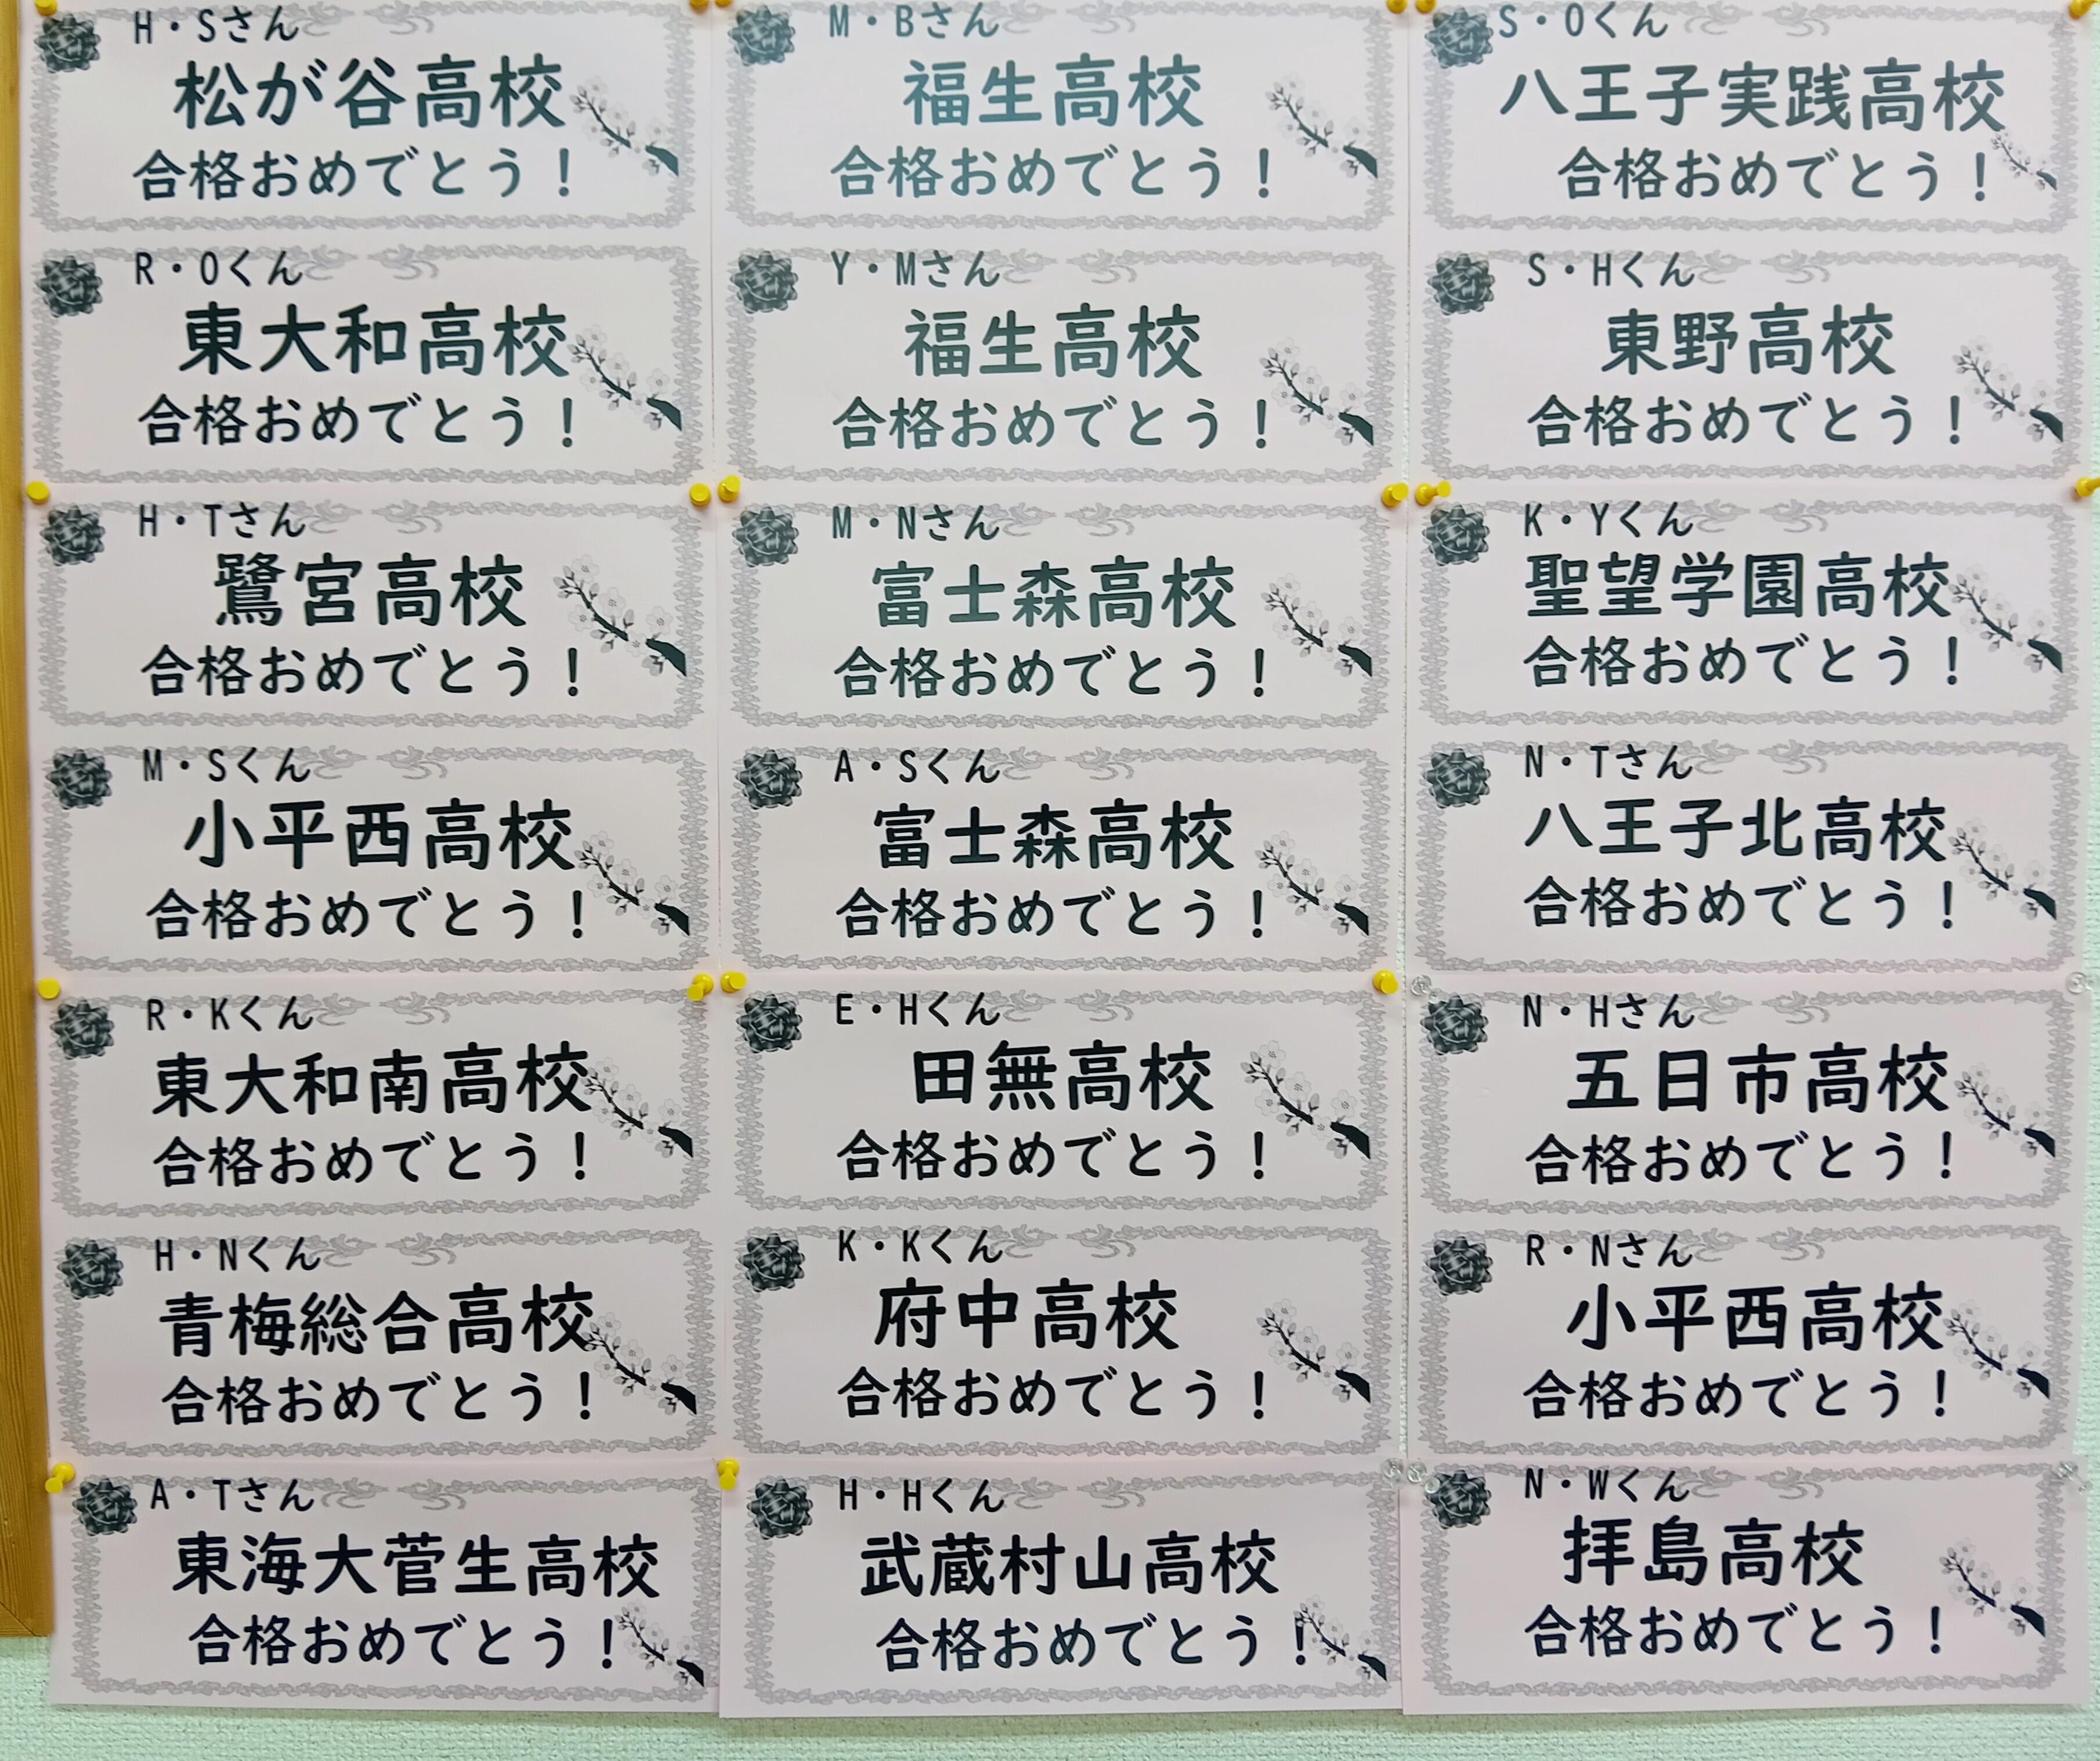 H・Sさん
松が谷高校
合格おめでとう！
M・Bさん
福生高校
合格おめでとう！
S・Oくん
八王子実践高校
合格おめでとう！
R・Oくん
東大和高校
合格おめでとう！
Y・Mさん
福生高校
合格おめでとう！
S・Hくん
東野高校
合格おめでとう！
H・Tさん
鷺宮高校
合格おめでとう！
M・Nさん
富士森高校
合格おめでとう！
K・Yくん
聖望学園高校
合格おめでとう！
M・Sくん
小平西高校
合格おめでとう！
A・Sくん
富士森高校
合格おめでとう！
N・Tさん
八王子北高校
合格おめでとう！
R・Kくん
東大和南高校
合格おめでとう！
E・Hくん
田無高校
合格おめでとう！
N・Hさん
五日市高校
合格おめでとう！
H・Nくん
青梅総合高校
合格おめでとう！
K・Kくん
府中高校
合格おめでとう！
R・Nさん
小平西高校
合格おめでとう！
A・Tさん
東海大菅生高校
合格おめでとう！
H・Hくん
武蔵村山高校
合格おめでとう！
N・Wくん
拝島高校
合格おめでとう！